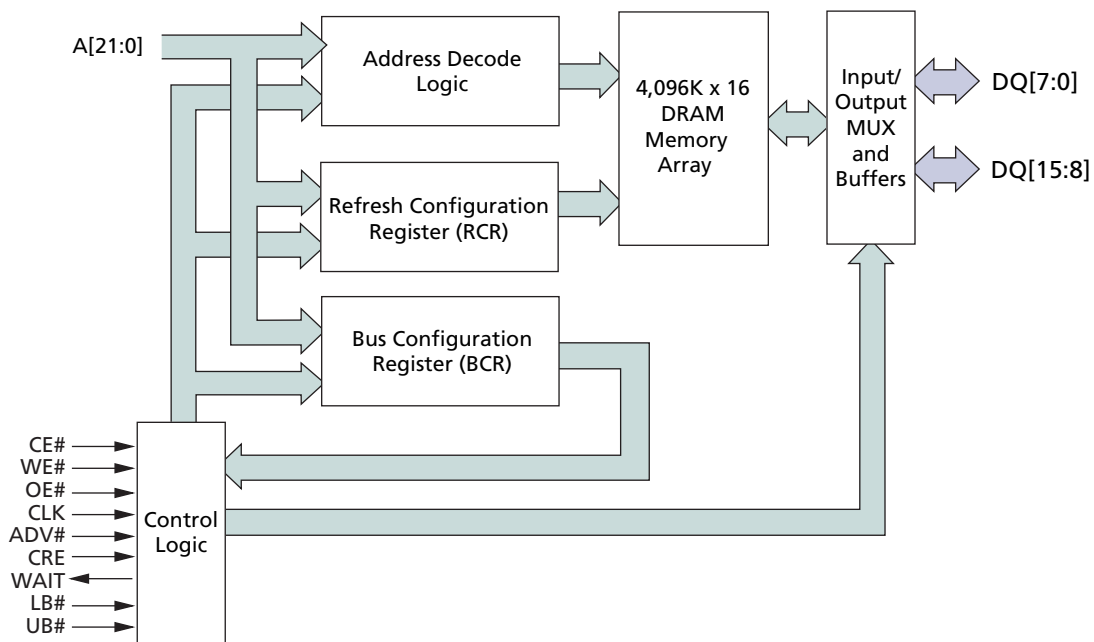 A[21:0]
Address Decode
Logic
4,096K x 16
DRAM
Memory
Array
Input/
Output
MUX
and
Buffers
DQ[7:0]
DQ[15:8]
Refresh Configuration
Register (RCR)
Bus Configuration
Register (BCR)
CE#
WE#
OE#
CLK
ADV#
CRE
WAIT
LB#
UB#
Control
Logic